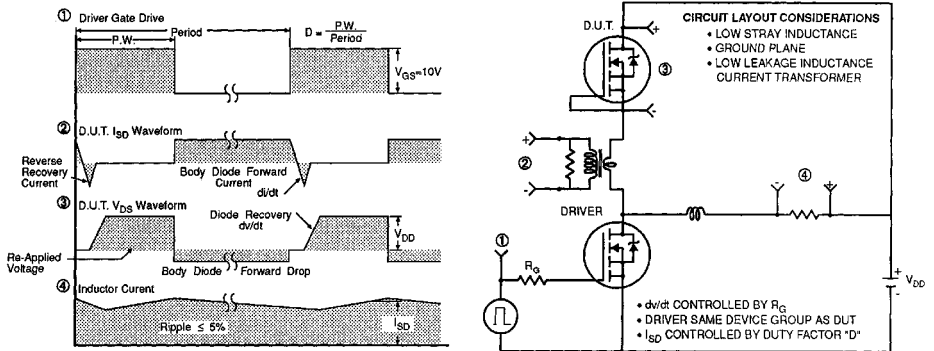 ① Driver Gate Drive
P.W.
Period
D = P.W. / Period
V_GS=10V
② D.U.T. I_SD Waveform
Reverse
Recovery
Current
Body Diode Forward
Current
di/dt
③ D.U.T. V_DS Waveform
Diode Recovery
dv/dt
V_DD
Re-Applied
Voltage
Body Diode Forward Drop
④ Inductor Curent
Ripple ≤ 5%
I_SD
CIRCUIT LAYOUT CONSIDERATIONS
• LOW STRAY INDUCTANCE
• GROUND PLANE
• LOW LEAKAGE INDUCTANCE
CURRENT TRANSFORMER
D.U.T.
+
③
-
+
②
-
④
- +
DRIVER
①
R_G
+
V_DD
-
• dv/dt CONTROLLED BY R_G
• DRIVER SAME DEVICE GROUP AS DUT
• I_SD CONTROLLED BY DUTY FACTOR "D"